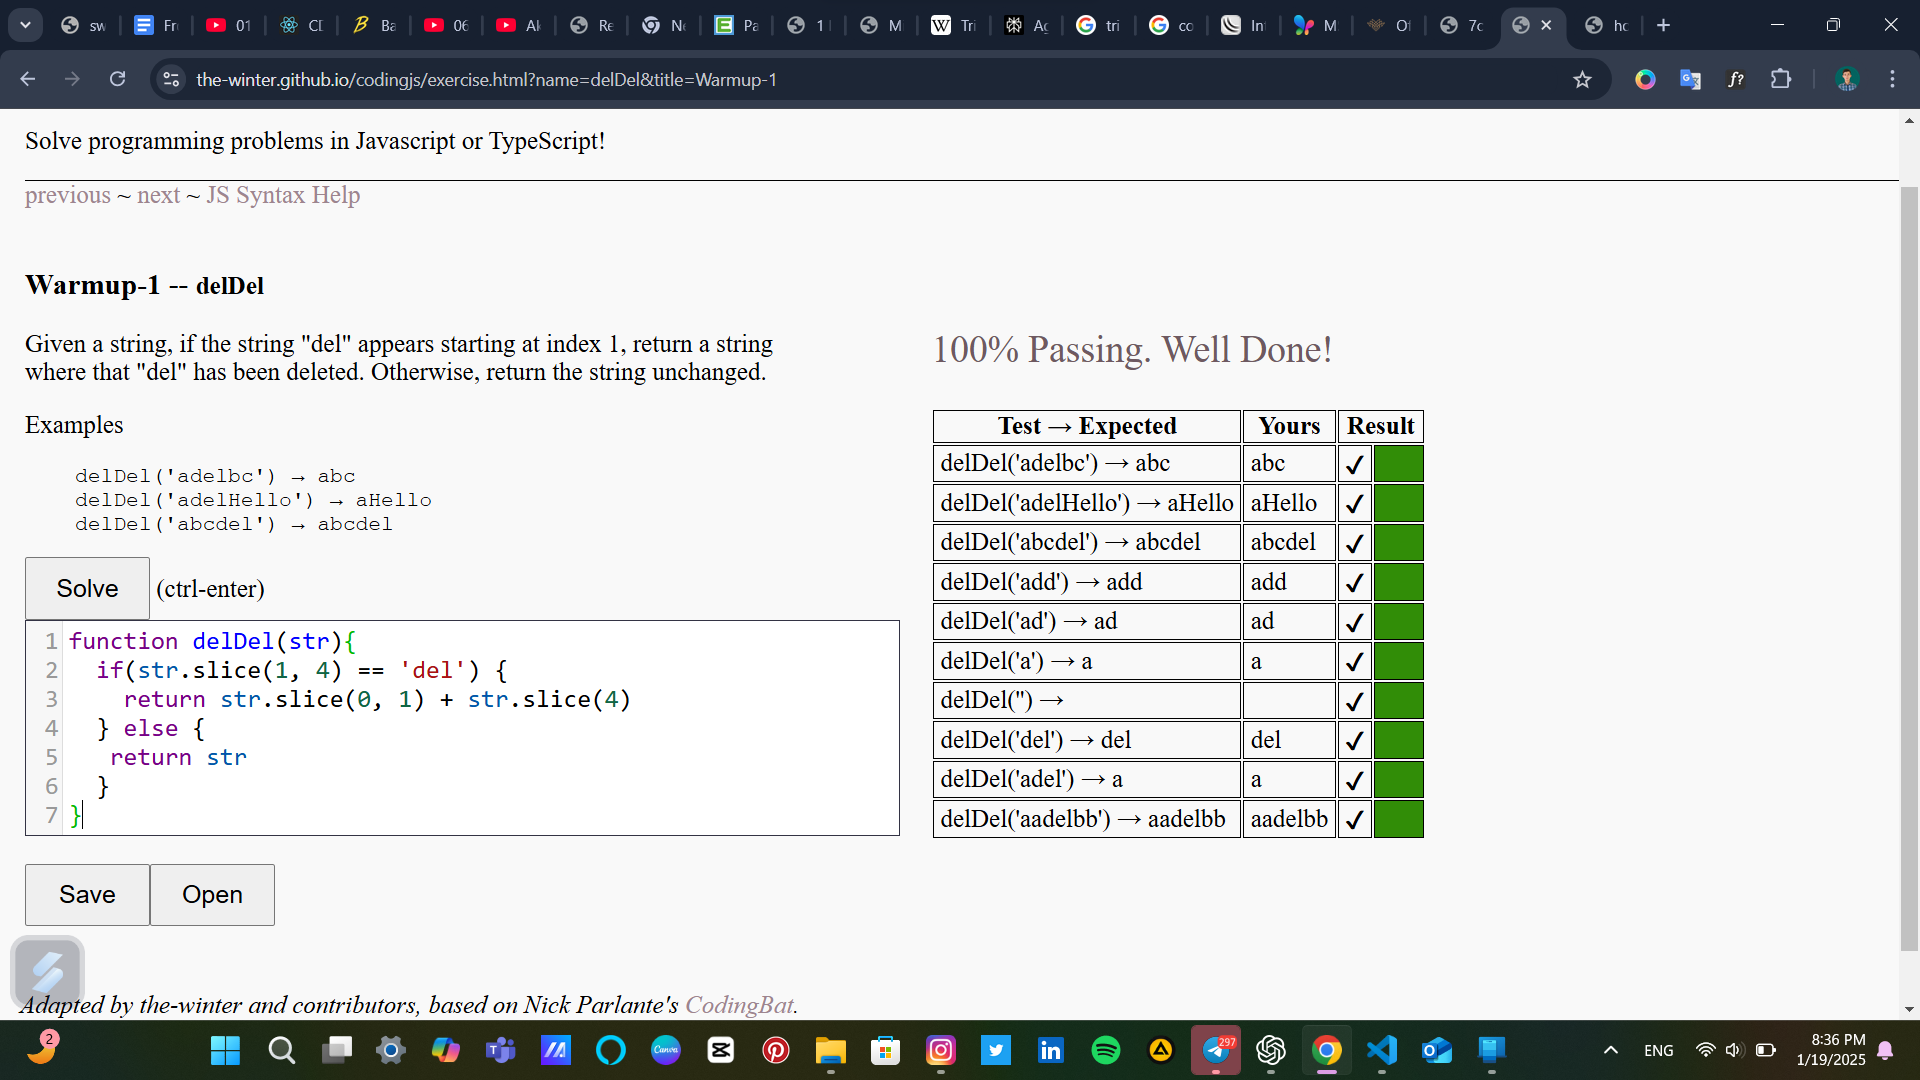 sw
Fr
01
CI
Ba
06
Al
Re
Ne
Pa
1
M
Tri
Ag
tri
co
In
M
Of
7c
hc
the-winter.github.io/codingjs/exercise.html?name=delDel&title=Warmup-1
Solve programming problems in Javascript or TypeScript!
previous ~ next ~ JS Syntax Help
Warmup-1 -- delDel
Given a string, if the string "del" appears starting at index 1, return a string
where that "del" has been deleted. Otherwise, return the string unchanged.
Examples
delDel('adelbc') → abc
delDel('adelHello') → aHello
delDel('abcdel') → abcdel
Solve (ctrl-enter)
1 function delDel(str){
2 if(str.slice(1, 4) == 'del') {
3 return str.slice(0, 1) + str.slice(4)
4 } else {
5 return str
6 }
7 }
Save Open
100% Passing. Well Done!
Test → Expected Yours Result
delDel('adelbc') → abc abc ✔
delDel('adelHello') → aHello aHello ✔
delDel('abcdel') → abcdel abcdel ✔
delDel('add') → add add ✔
delDel('ad') → ad ad ✔
delDel('a') → a a ✔
delDel('') → ✔
delDel('del') → del del ✔
delDel('adel') → a a ✔
delDel('aadelbb') → aadelbb aadelbb ✔
Adapted by the-winter and contributors, based on Nick Parlante's CodingBat.
2
Canva
297
ENG
8:36 PM
1/19/2025